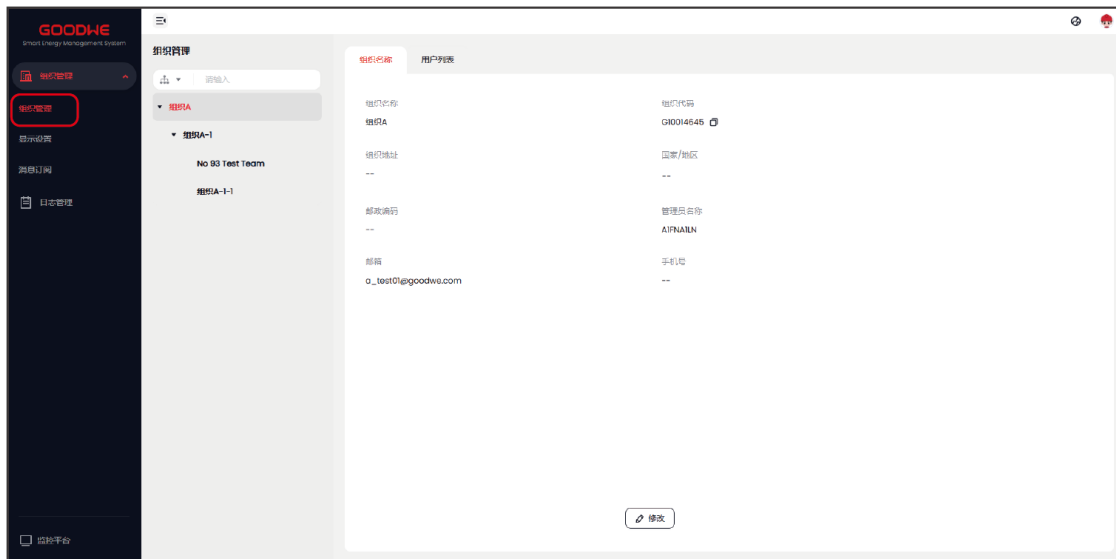 GOODWE
Smart Energy Management System
组织管理
组织管理
显示设置
消息订阅
日志管理
监控平台
组织管理
请输入
组织A
组织A-1
No 93 Test Team
组织A-1-1
组织名称
用户列表
组织名称
组织代码
组织A
G10014645
组织地址
国家/地区
--
--
邮政编码
管理员名称
--
A1FNA1LN
邮箱
手机号
a_test01@goodwe.com
--
修改